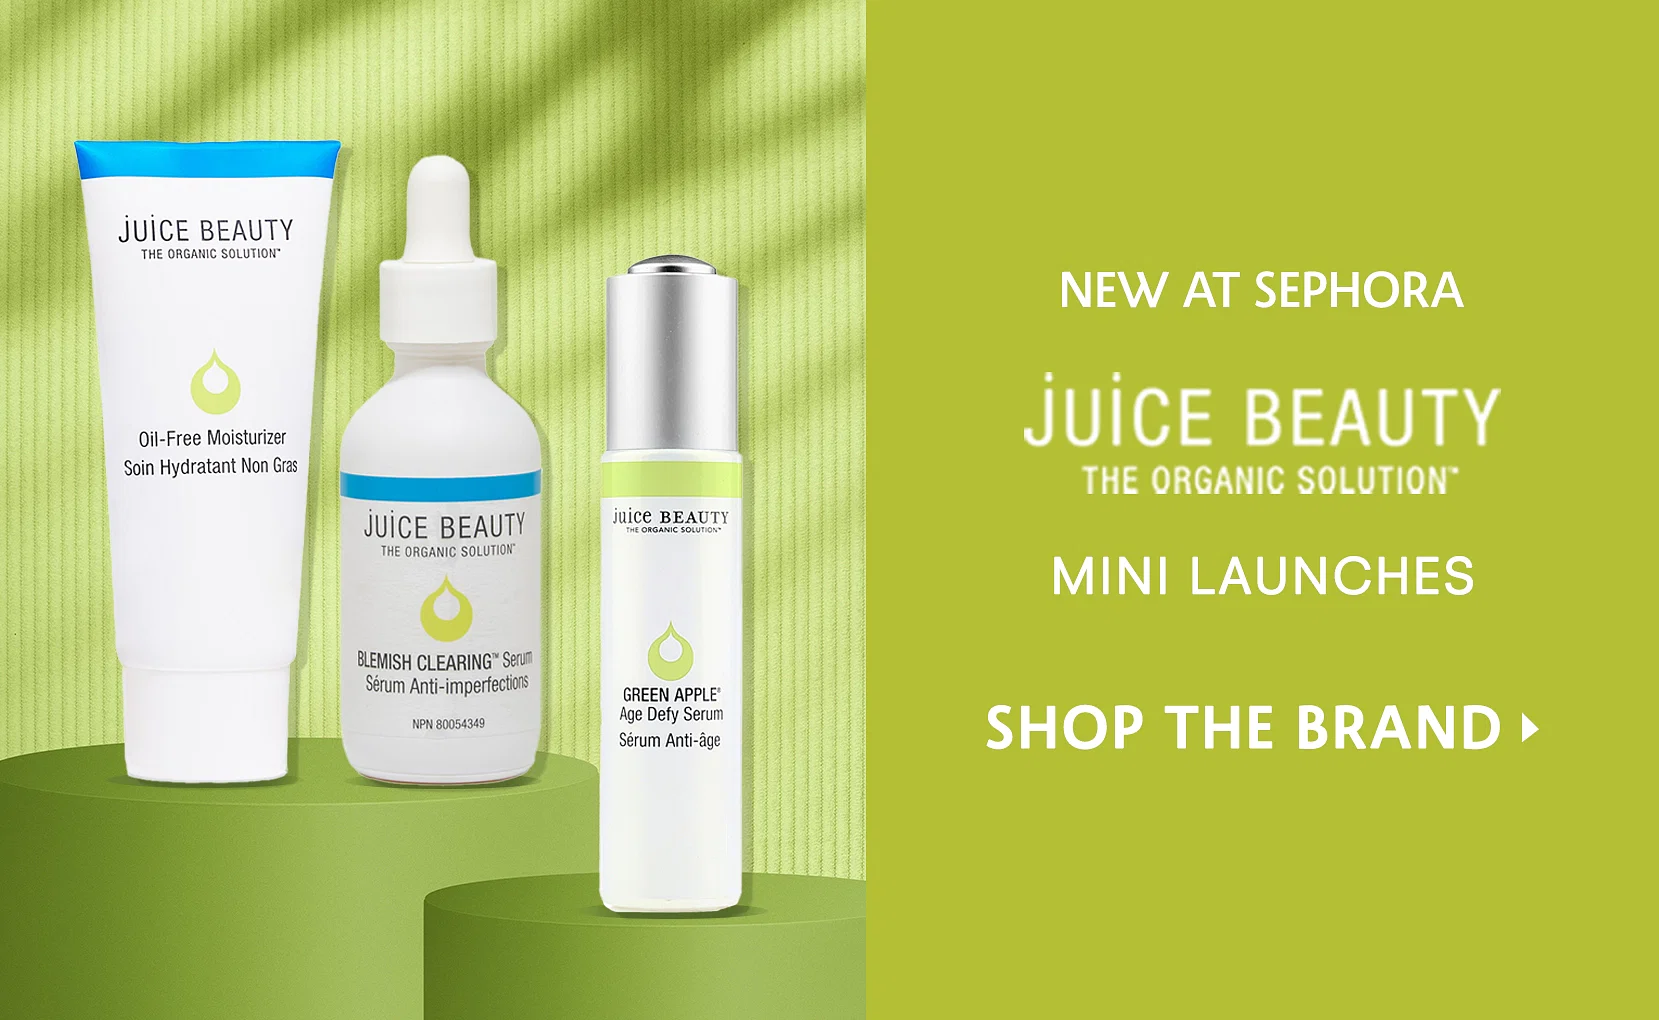 JUICE BEAUTY
THE ORGANIC SOLUTION™
Oil-Free Moisturizer
Soin Hydratant Non Gras
JUICE BEAUTY
THE ORGANIC SOLUTION™
BLEMISH CLEARING™ Serum
Sérum Anti-imperfections
NPN 80054349
juice BEAUTY
THE ORGANIC SOLUTION™
GREEN APPLE®
Age Defy Serum
Sérum Anti-âge
NEW AT SEPHORA
JUICE BEAUTY
THE ORGANIC SOLUTION™
MINI LAUNCHES
SHOP THE BRAND